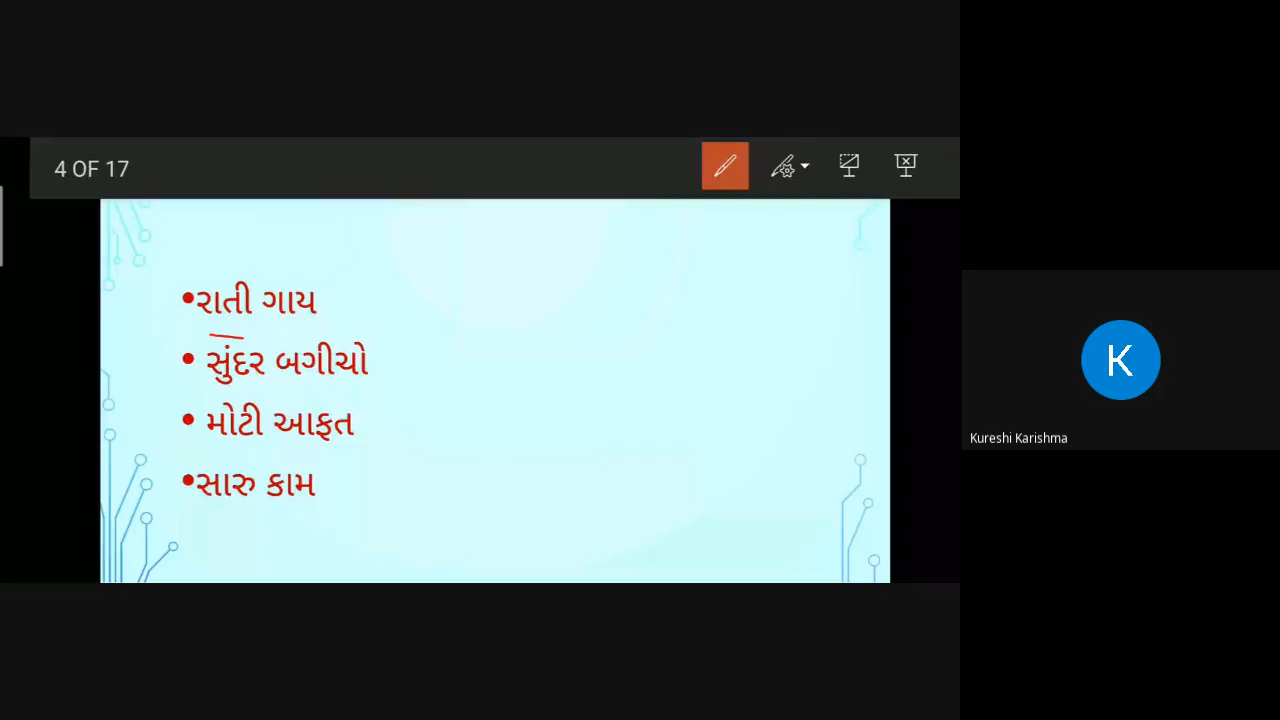 4 OF 17
•રાતી ગાય
• સુંદર બગીચો
• મોટી આફત
•સારુ કામ
K
Kureshi Karishma